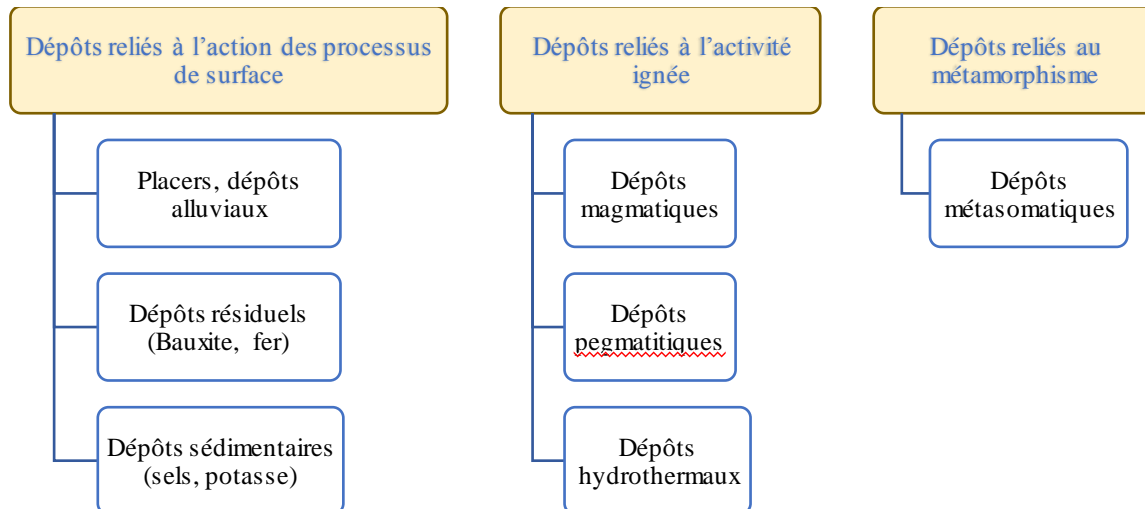 Dépôts reliés à l’action des processus
de surface
Placers, dépôts
alluviaux
Dépôts résiduels
(Bauxite, fer)
Dépôts sédimentaires
(sels, potasse)
Dépôts reliés à l’activité
ignée
Dépôts
magmatiques
Dépôts
pegmatitiques
Dépôts
hydrothermaux
Dépôts reliés au
métamorphisme
Dépôts
métasomatiques